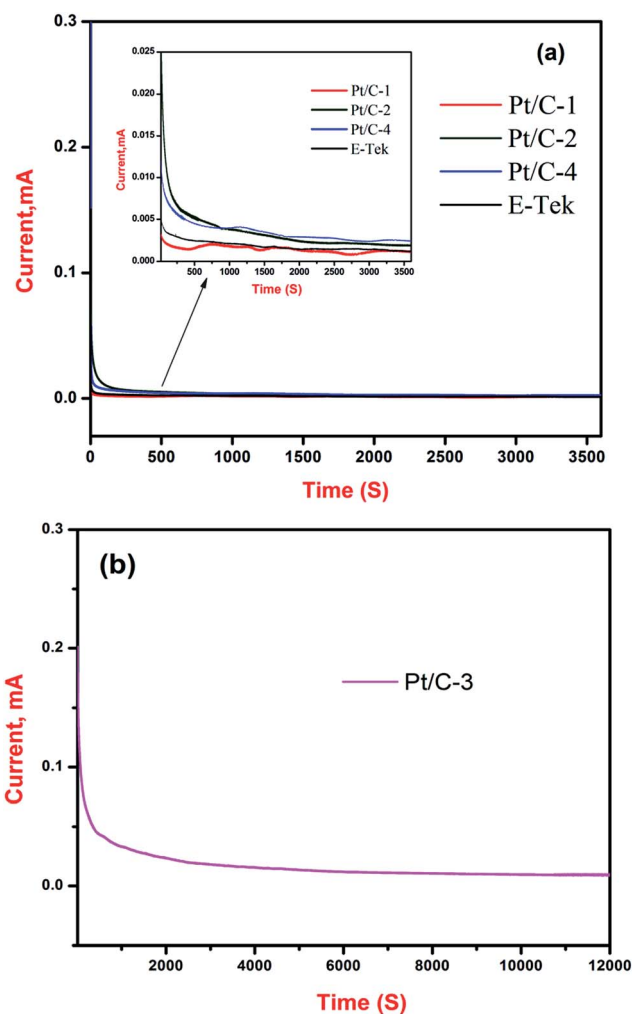 0.3
(a)
0.025
0.020
0.015
0.010
0.005
0.000
Current,mA
Pt/C-1
Pt/C-2
Pt/C-4
E-Tek
500 1000 1500 2000 2500 3000 3500
Time (S)
Pt/C-1
Pt/C-2
Pt/C-4
E-Tek
0.2
0.1
0.0
Current,mA
0 500 1000 1500 2000 2500 3000 3500
Time (S)
0.3
(b)
0.2
Pt/C-3
0.1
0.0
Current, mA
2000 4000 6000 8000 10000 12000
Time (S)